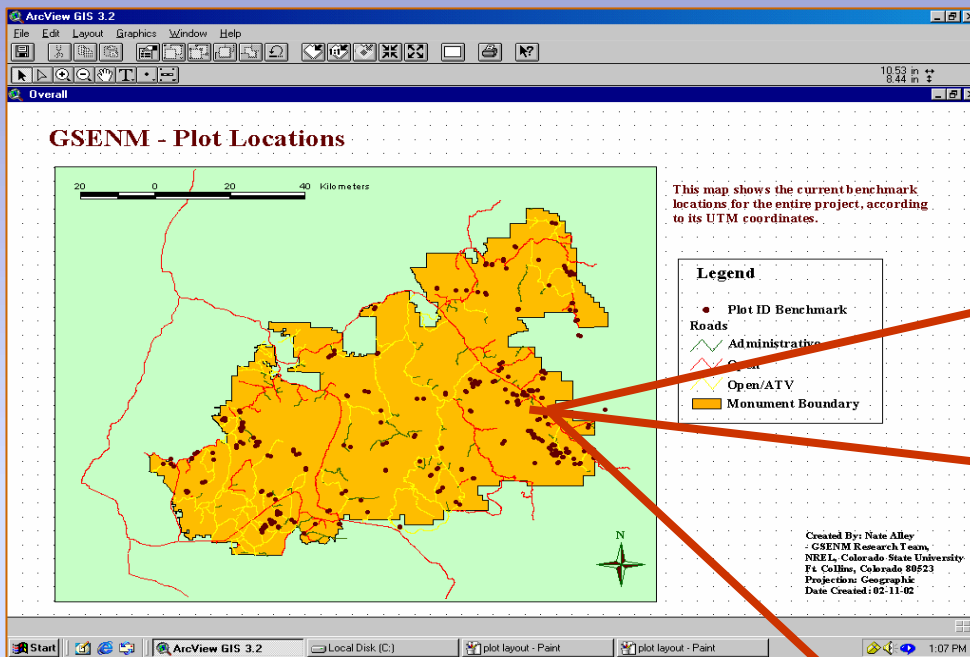 ArcView GIS 3.2
File Edit Layout Graphics Window Help
10.53 in
8.44 in
Overall
GSENM - Plot Locations
20 0 20 40 Kilometers
This map shows the current benchmark
locations for the entire project, according
to its UTM coordinates.
Legend
Plot ID Benchmark
Roads
Administrative
Open
Open/ATV
Monument Boundary
N
Created By: Nate Alley
- GSENM Research Team,
NREL, Colorado State University
Ft. Collins, Colorado 80523
Projection: Geographic
Date Created: 02-11-02
Start ArcView GIS 3.2 Local Disk (C:) plot layout - Paint plot layout - Paint 1:07 PM